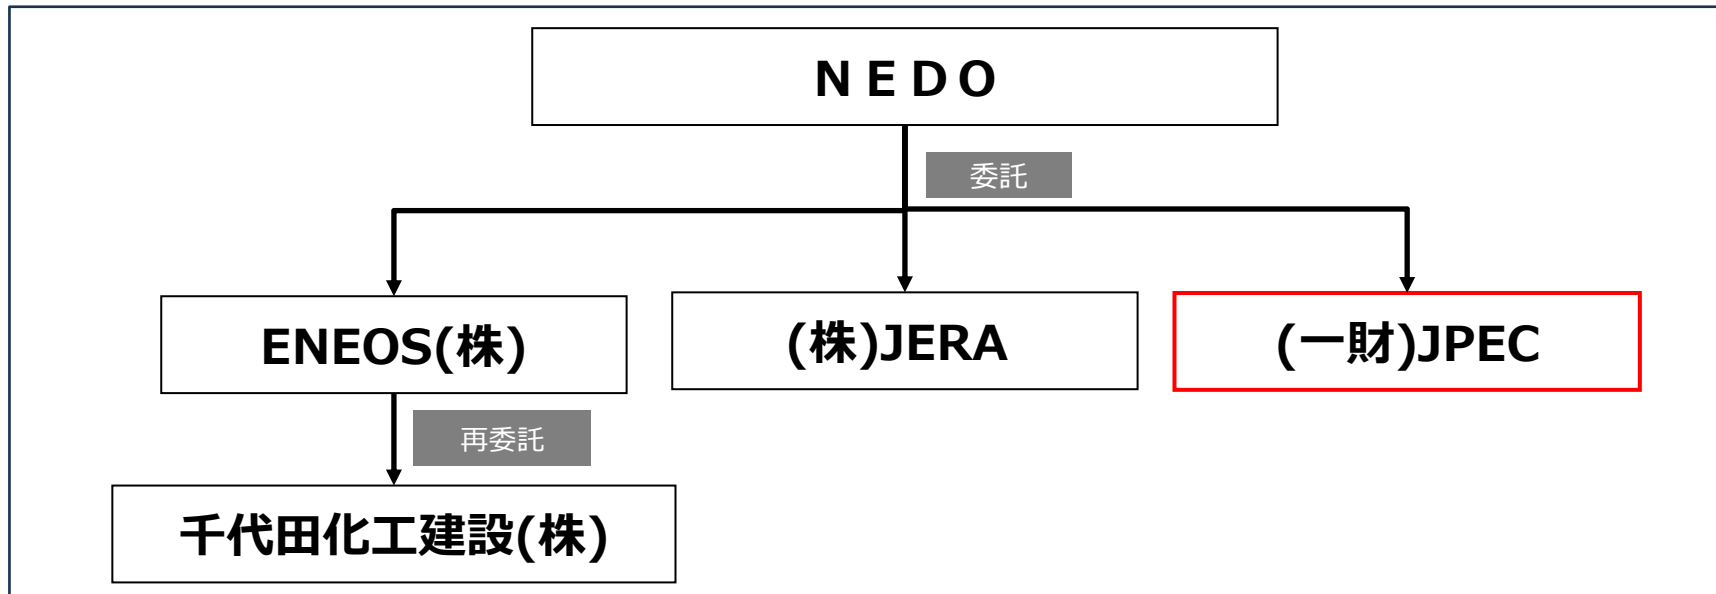 NEDO
委託
ENEOS(株)
(株)JERA
(一財)JPEC
再委託
千代田化工建設(株)